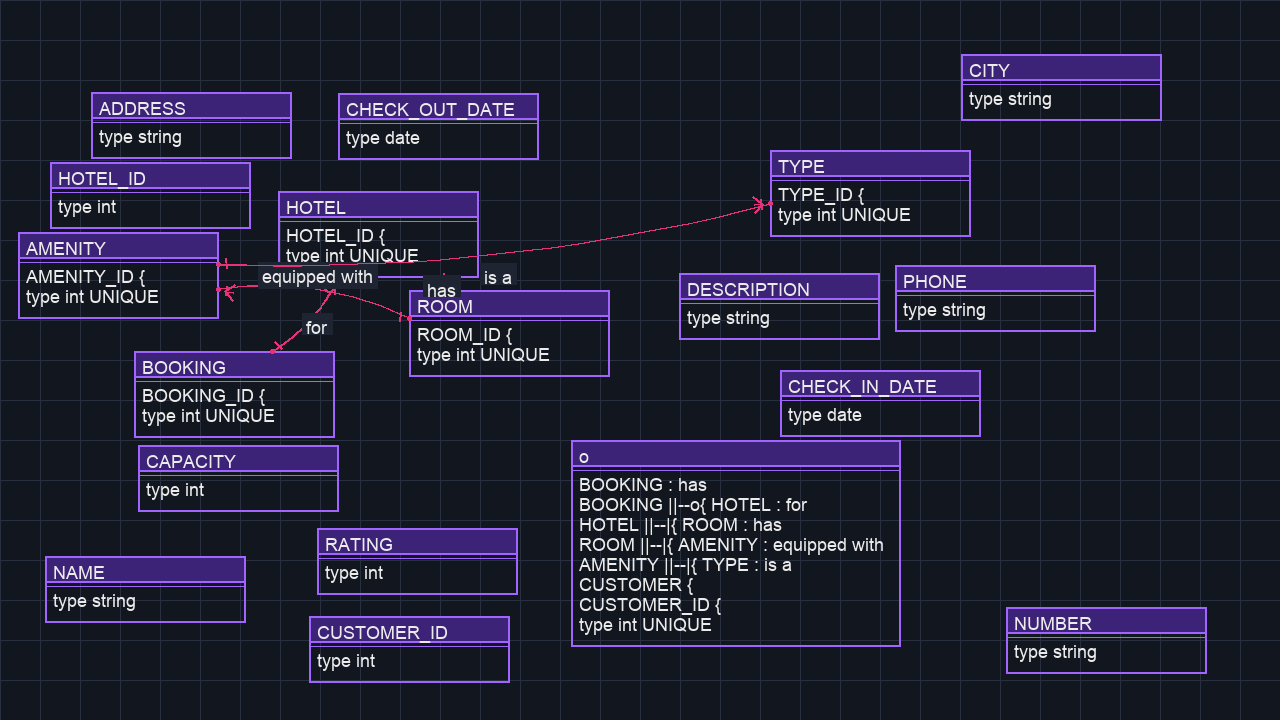 CITY
type string
ADDRESS
type string
CHECK_OUT_DATE
type date
HOTEL_ID
type int
TYPE
TYPE_ID {
type int UNIQUE
HOTEL
HOTEL_ID {
type int UNIQUE
AMENITY
AMENITY_ID {
type int UNIQUE
equipped with
is a
has
for
ROOM
ROOM_ID {
type int UNIQUE
DESCRIPTION
type string
PHONE
type string
BOOKING
BOOKING_ID {
type int UNIQUE
CHECK_IN_DATE
type date
CAPACITY
type int
o
BOOKING : has
BOOKING ||--o{ HOTEL : for
HOTEL ||--|{ ROOM : has
ROOM ||--|{ AMENITY : equipped with
AMENITY ||--|{ TYPE : is a
CUSTOMER {
CUSTOMER_ID {
type int UNIQUE
RATING
type int
NAME
type string
CUSTOMER_ID
type int
NUMBER
type string